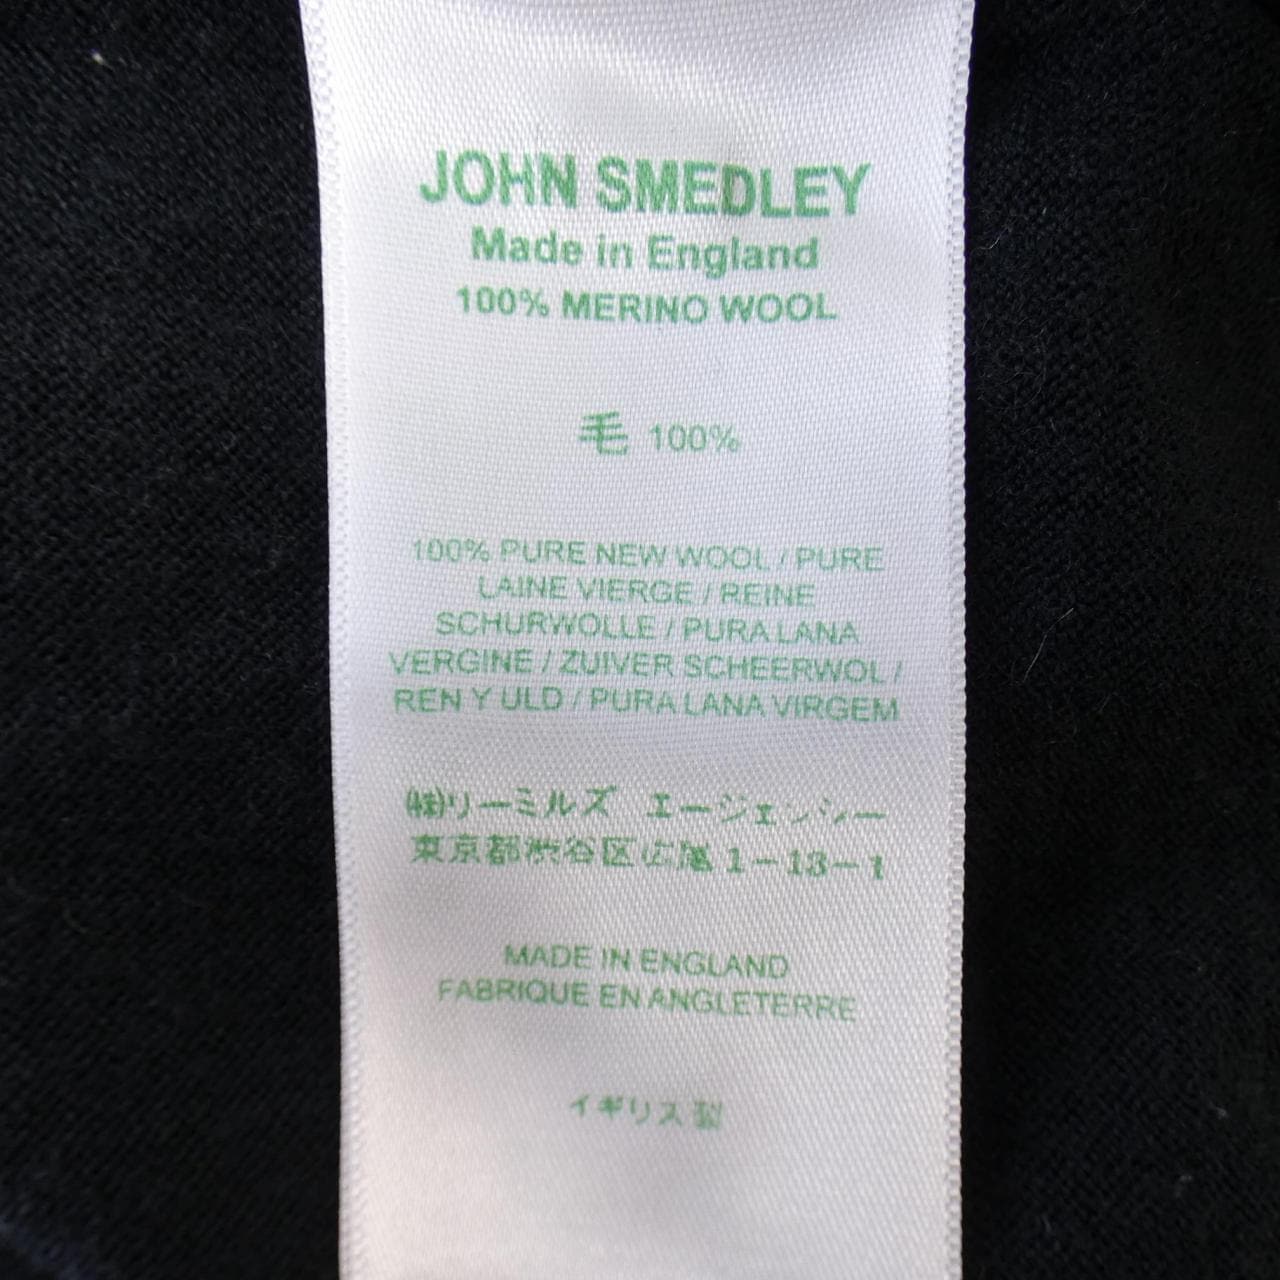 JOHN SMEDLEY
Made in England
100% MERINO WOOL
毛 100%
100% PURE NEW WOOL / PURE
LAINE VIERGE / REINE
SCHURWOLLE / PURA LANA
VERGINE / ZUIVER SCHEERWOL /
REN Y ULD / PURA LANA VIRGEM
㈱リーミルズ エージェンシー
東京都渋谷区広尾1-13-1
MADE IN ENGLAND
FABRIQUE EN ANGLETERRE
イギリス製